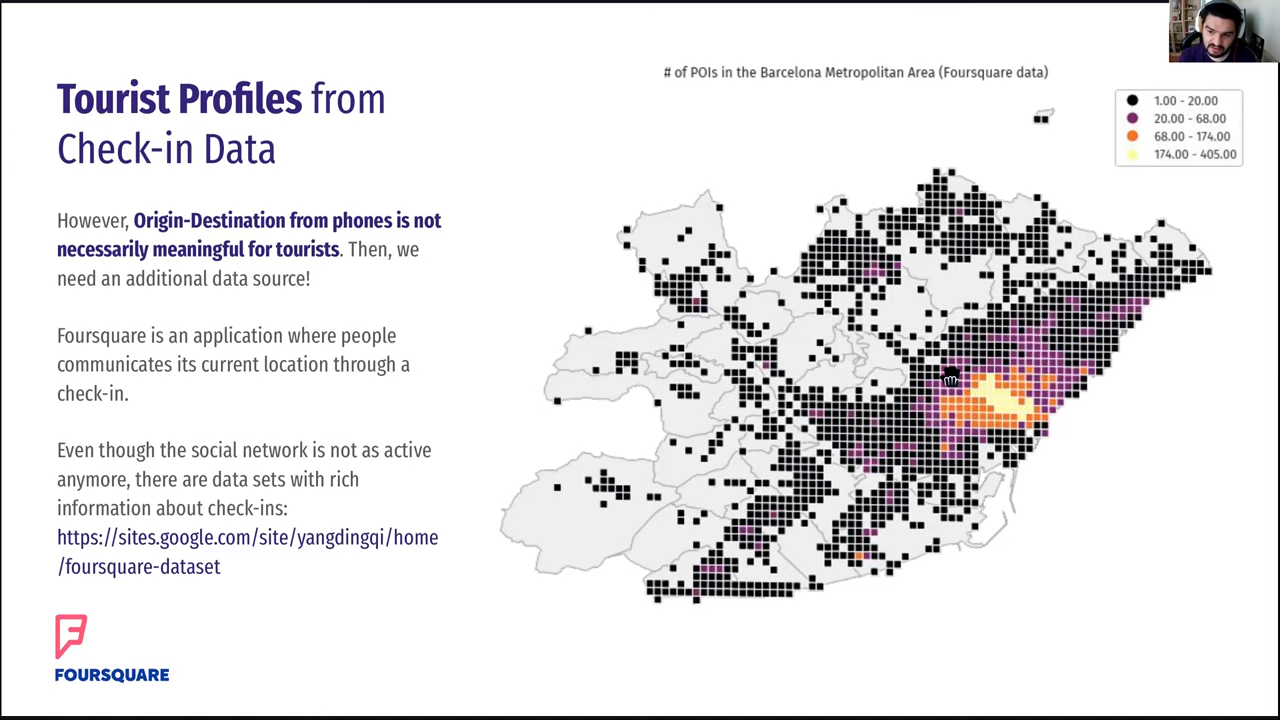 Tourist Profiles from
Check-in Data
However, Origin-Destination from phones is not
necessarily meaningful for tourists. Then, we
need an additional data source!
Foursquare is an application where people
communicates its current location through a
check-in.
Even though the social network is not as active
anymore, there are data sets with rich
information about check-ins:
https://sites.google.com/site/yangdingqi/home
/foursquare-dataset
FOURSQUARE
# of POIs in the Barcelona Metropolitan Area (Foursquare data)
1.00 - 20.00
20.00 - 68.00
68.00 - 174.00
174.00 - 405.00